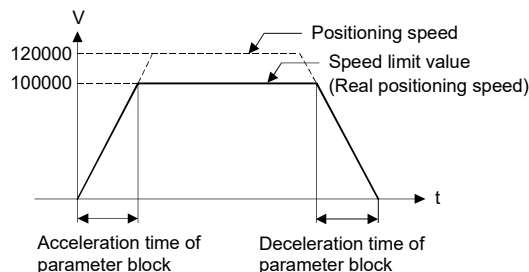 V
Positioning speed
120000
Speed limit value
100000
(Real positioning speed)
t
Acceleration time of
parameter block
Deceleration time of
parameter block